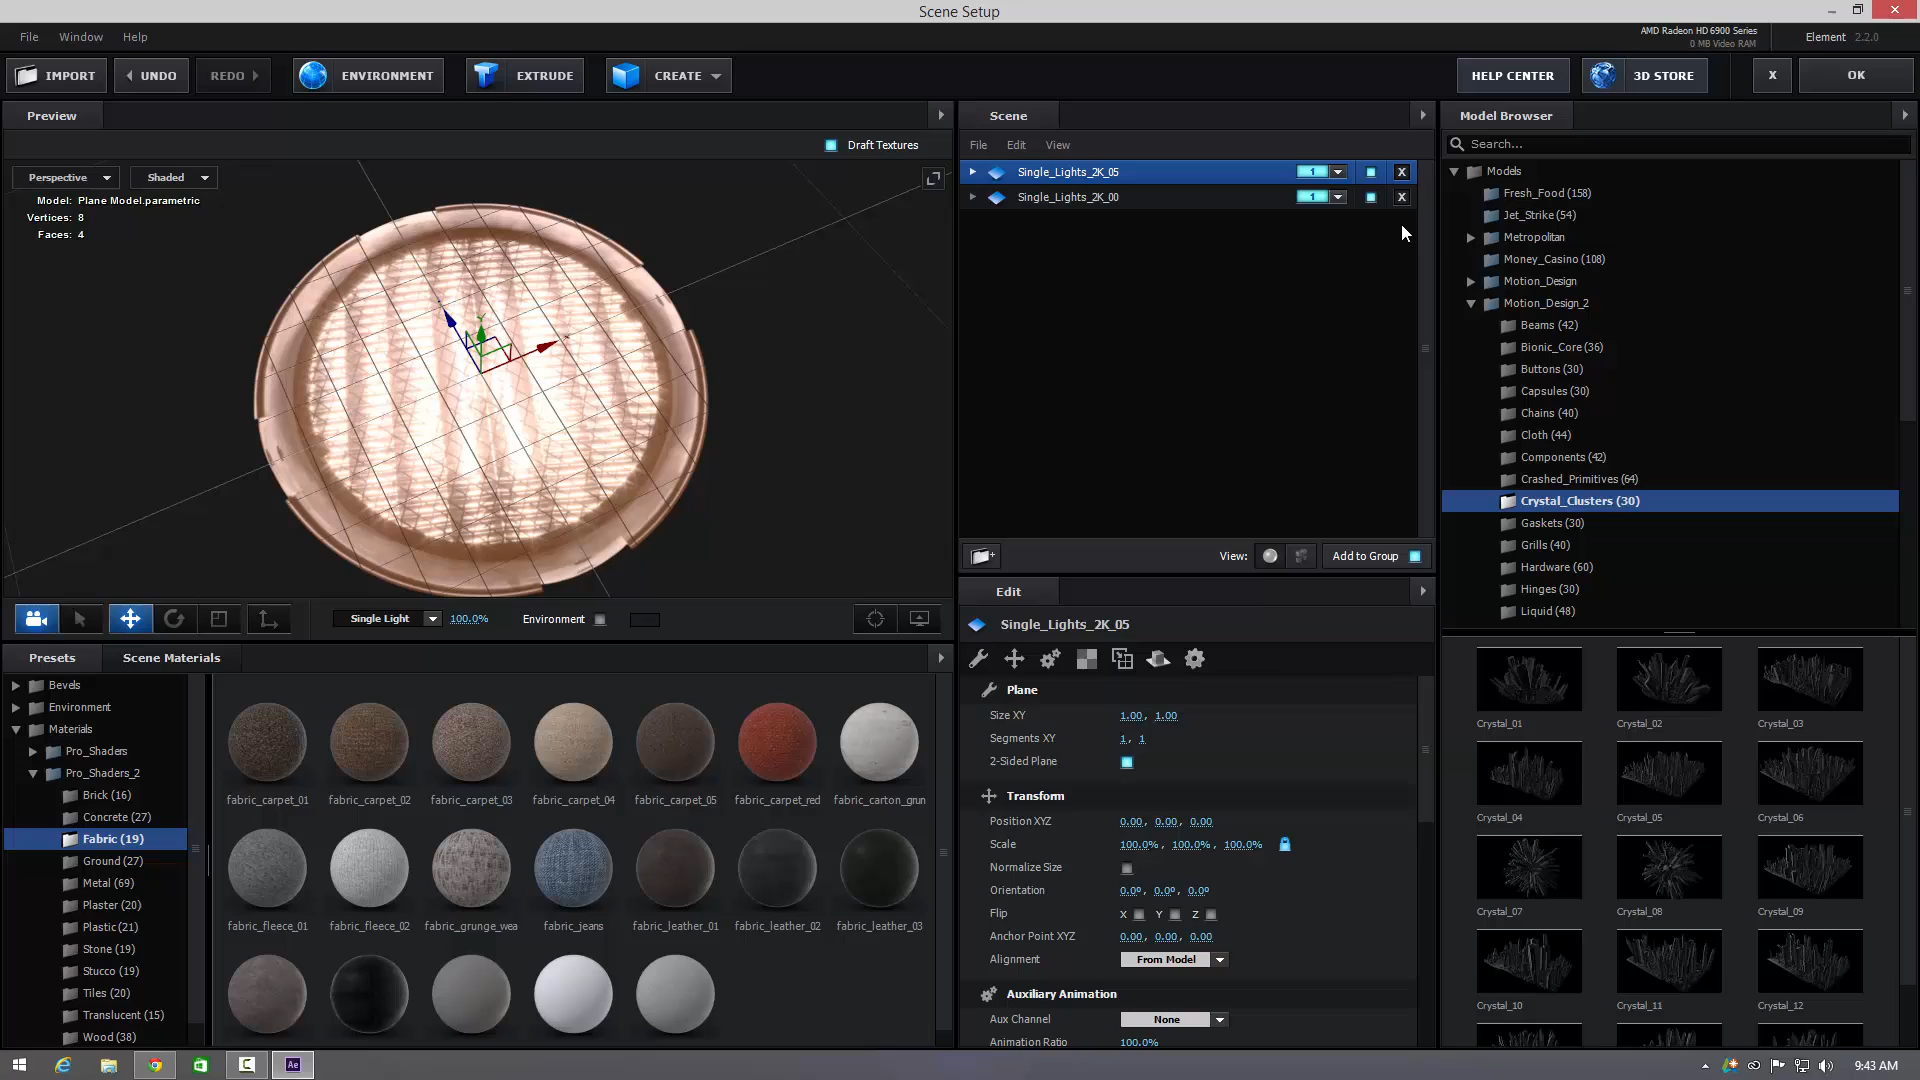 Scene Setup
File Window Help
AMD Radeon HD 6900 Series
0 MB Video RAM
Element 2.2.0
IMPORT
UNDO
REDO
ENVIRONMENT
EXTRUDE
CREATE
HELP CENTER
3D STORE
X
OK
Preview
Draft Textures
Perspective
Shaded
Model: Plane Model.parametric
Vertices: 8
Faces: 4
Single Light
100.0%
Environment
Presets
Scene Materials
Bevels
Environment
Materials
Pro_Shaders
Pro_Shaders_2
Brick (16)
Concrete (27)
Fabric (19)
Ground (27)
Metal (69)
Plaster (20)
Plastic (21)
Stone (19)
Stucco (19)
Tiles (20)
Translucent (15)
Wood (38)
fabric_carpet_01
fabric_carpet_02
fabric_carpet_03
fabric_carpet_04
fabric_carpet_05
fabric_carpet_red
fabric_carton_grun
fabric_fleece_01
fabric_fleece_02
fabric_grunge_wea
fabric_jeans
fabric_leather_01
fabric_leather_02
fabric_leather_03
Scene
File Edit View
Single_Lights_2K_05 1 X
Single_Lights_2K_00 1 X
View:
Add to Group
Edit
Single_Lights_2K_05
Plane
Size XY 1.00, 1.00
Segments XY 1, 1
2-Sided Plane
Transform
Position XYZ 0.00, 0.00, 0.00
Scale 100.0%, 100.0%, 100.0%
Normalize Size
Orientation 0.0º, 0.0º, 0.0º
Flip X Y Z
Anchor Point XYZ 0.00, 0.00, 0.00
Alignment From Model
Auxiliary Animation
Aux Channel None
Animation Ratio 100.0%
Model Browser
Search...
Models
Fresh_Food (158)
Jet_Strike (54)
Metropolitan
Money_Casino (108)
Motion_Design
Motion_Design_2
Beams (42)
Bionic_Core (36)
Buttons (30)
Capsules (30)
Chains (40)
Cloth (44)
Components (42)
Crashed_Primitives (64)
Crystal_Clusters (30)
Gaskets (30)
Grills (40)
Hardware (60)
Hinges (30)
Liquid (48)
Crystal_01
Crystal_02
Crystal_03
Crystal_04
Crystal_05
Crystal_06
Crystal_07
Crystal_08
Crystal_09
Crystal_10
Crystal_11
Crystal_12
Ae
9:43 AM